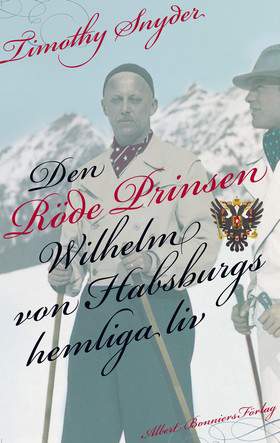 Timothy Snyder
Den
Röde Prinsen
Wilhelm
von Habsburgs
hemliga liv
Albert Bonniers Förlag